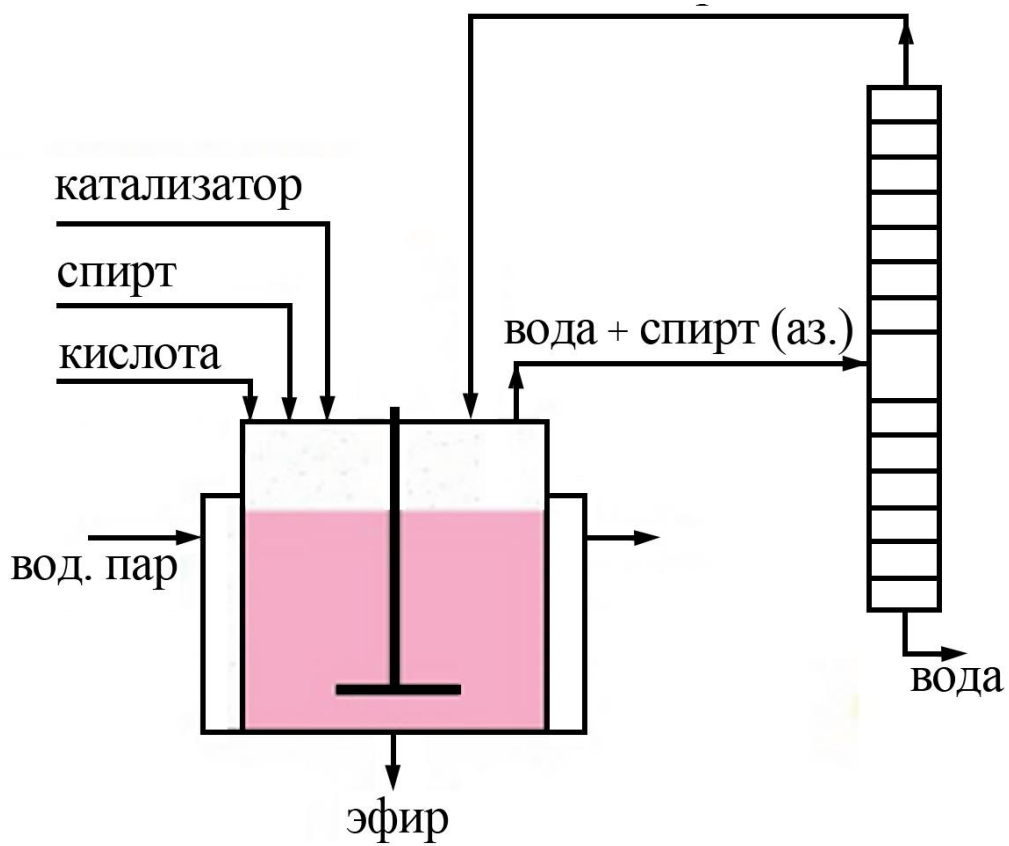 катализатор
спирт
кислота
вода + спирт (аз.)
вод. пар
вода
эфир